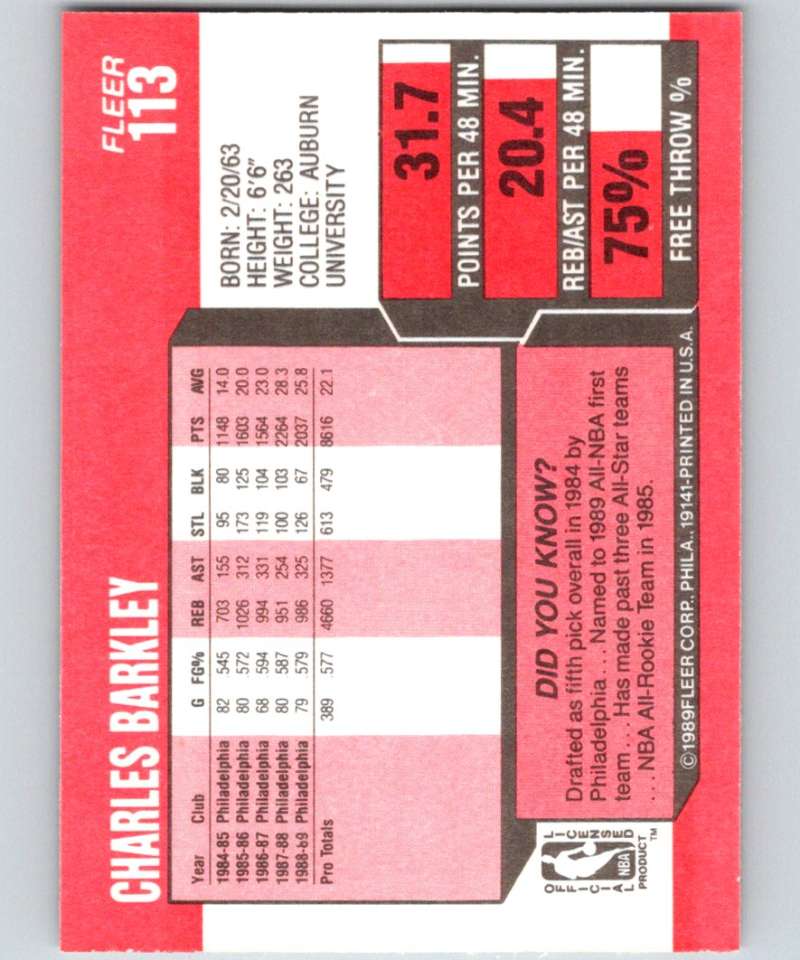 CHARLES BARKLEY
FLEER
113
BORN: 2/20/63
HEIGHT: 6'6"
WEIGHT: 263
COLLEGE: AUBURN
UNIVERSITY
Year Club G FG% REB AST STL BLK PTS AVG
1984-85 Philadelphia 82 .545 703 155 95 80 1148 14.0
1985-86 Philadelphia 80 .572 1026 312 173 125 1603 20.0
1986-87 Philadelphia 68 .594 994 331 119 104 1564 23.0
1987-88 Philadelphia 80 .587 951 254 100 103 2264 28.3
1988-89 Philadelphia 79 .579 986 325 126 67 2037 25.8
Pro Totals 389 .577 4660 1377 613 479 8616 22.1
31.7
POINTS PER 48 MIN.
20.4
REB/AST PER 48 MIN.
75%
FREE THROW %
DID YOU KNOW?
Drafted as fifth pick overall in 1984 by
Philadelphia . . . Named to 1989 All-NBA first
team . . . Has made past three All-Star teams
. . . NBA All-Rookie Team in 1985.
OFFICIAL LICENSED
NBA
PRODUCT™
©1989FLEER CORP., PHILA., 19141-PRINTED IN U.S.A.